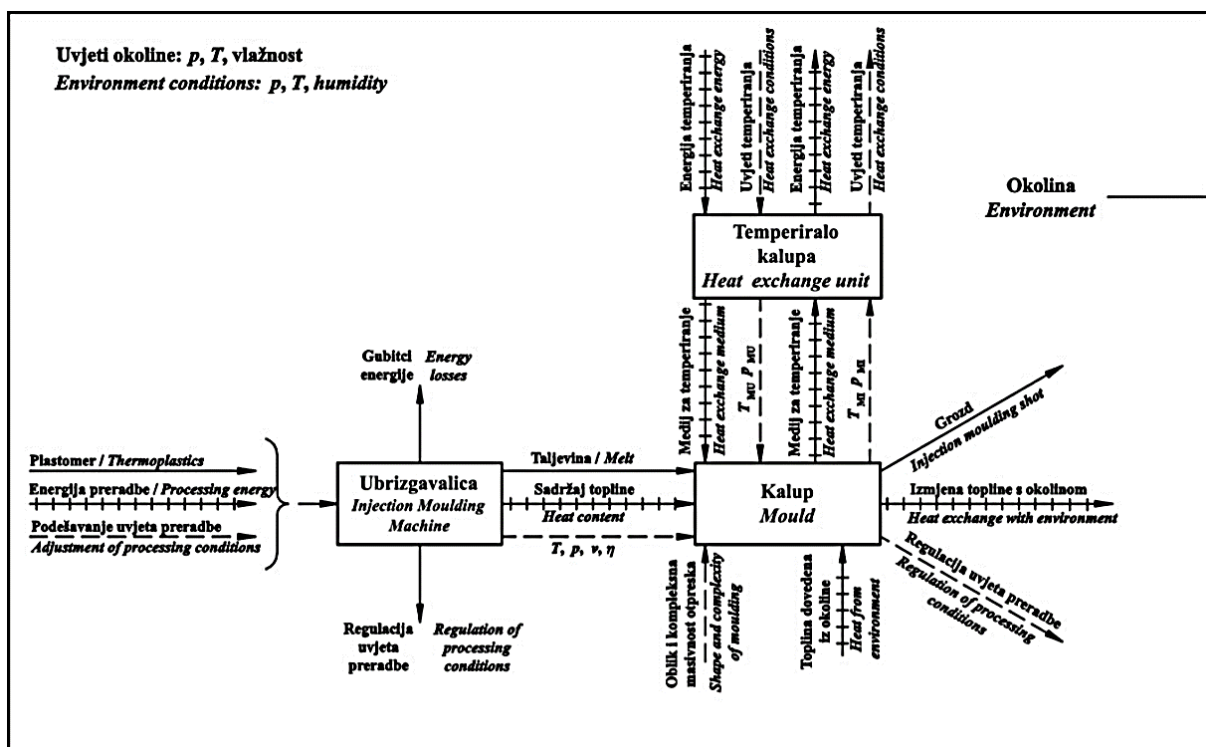 Uvjeti okoline: p, T, vlažnost
Environment conditions: p, T, humidity
Energija temperiranja
Heat exchange energy
Uvjeti temperiranja
Heat exchange conditions
Energija temperiranja
Heat exchange energy
Uvjeti temperiranja
Heat exchange conditions
Okolina
Environment
Temperiralo
kalupa
Heat exchange unit
Medij za temperiranje
Heat exchange medium
T MU p MU
Medij za temperiranje
Heat exchange medium
T MI p MI
Gubitci
energije
Energy
losses
Grozd
Injection moulding shot
Plastomer / Thermoplastics
Energija preradbe / Processing energy
Podešavanje uvjeta preradbe
Adjustment of processing conditions
Ubrizgavalica
Injection Moulding
Machine
Taljevina / Melt
Sadržaj topline
Heat content
T, p, v, η
Kalup
Mould
Izmjena topline s okolinom
Heat exchange with environment
Regulacija uvjeta preradbe
Regulation of processing
conditions
Regulacija
uvjeta
preradbe
Regulation of
processing
conditions
Oblik i kompleksna
masivnost otpreska
Shape and complexity
of moulding
Toplina dovedena
iz okoline
Heat from
environment